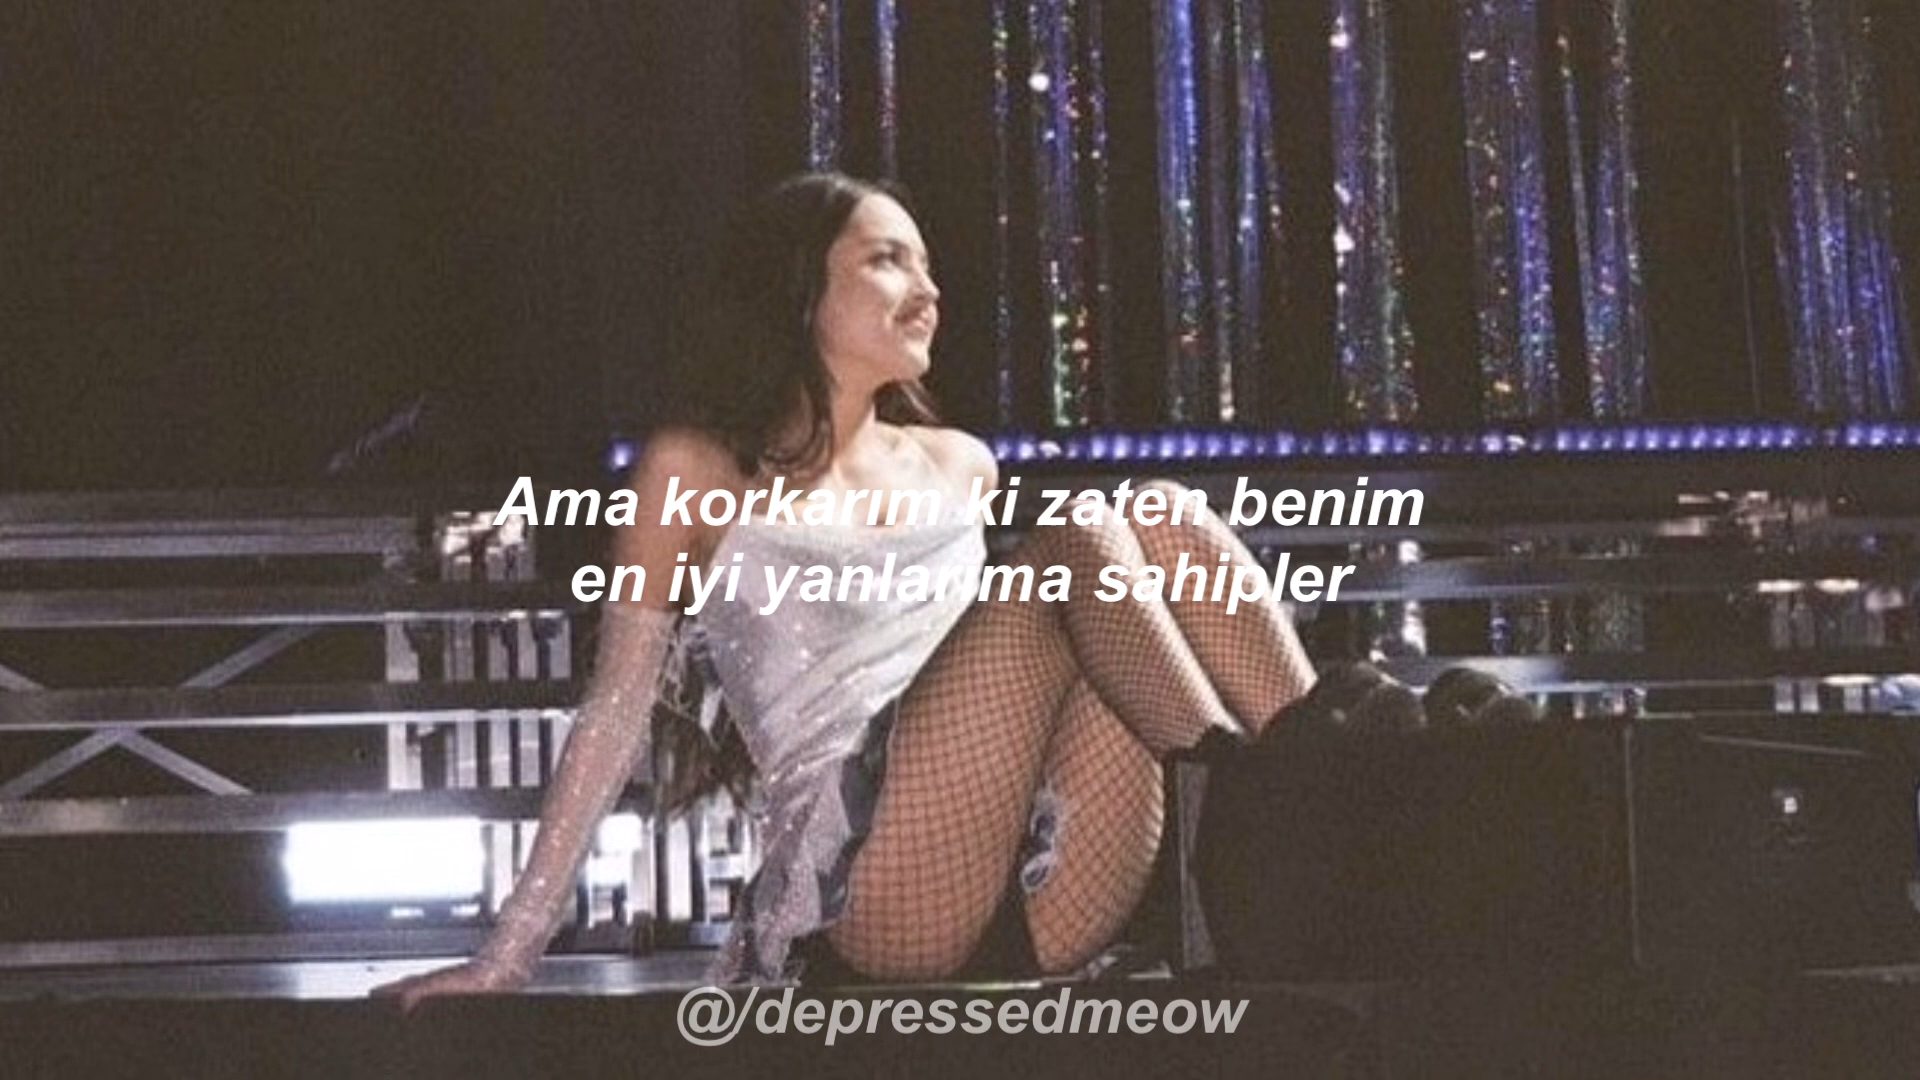 Ama korkarım ki zaten benim
en iyi yanlarıma sahipler
@/depressedmeow